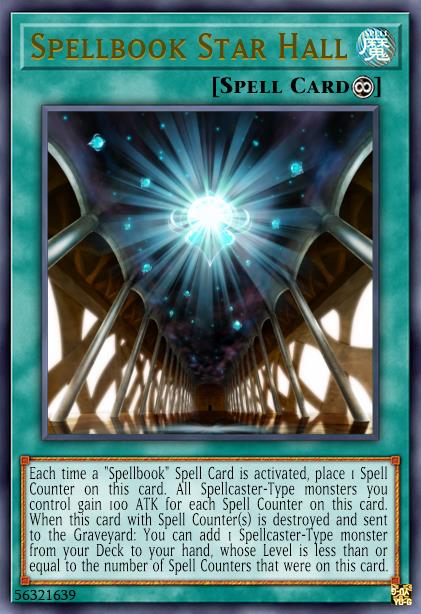 Spellbook Star Hall
SPELL
魔
[Spell Card]
Each time a "Spellbook" Spell Card is activated, place 1 Spell
Counter on this card. All Spellcaster-Type monsters you
control gain 100 ATK for each Spell Counter on this card.
When this card with Spell Counter(s) is destroyed and sent
to the Graveyard: You can add 1 Spellcaster-Type monster
from your Deck to your hand, whose Level is less than or
equal to the number of Spell Counters that were on this card.
56321639